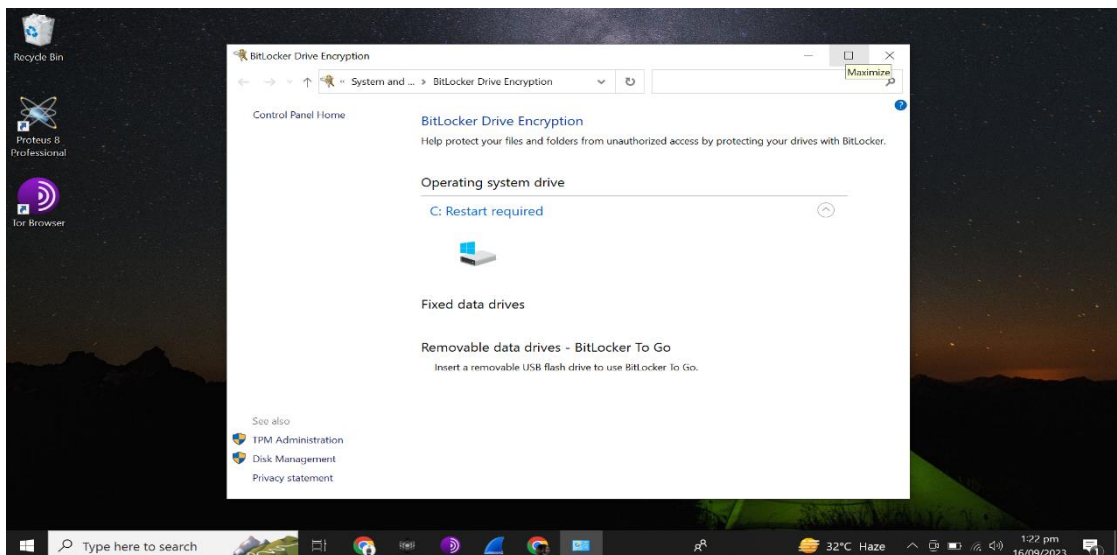 Recycle Bin
Proteus 8
Professional
Tor Browser
BitLocker Drive Encryption
Maximize
« System and ... > BitLocker Drive Encryption
Control Panel Home
BitLocker Drive Encryption
Help protect your files and folders from unauthorized access by protecting your drives with BitLocker.
Operating system drive
C: Restart required
Fixed data drives
Removable data drives - BitLocker To Go
Insert a removable USB flash drive to use BitLocker To Go.
See also
TPM Administration
Disk Management
Privacy statement
Type here to search
32°C Haze
1:22 pm
16/09/2023